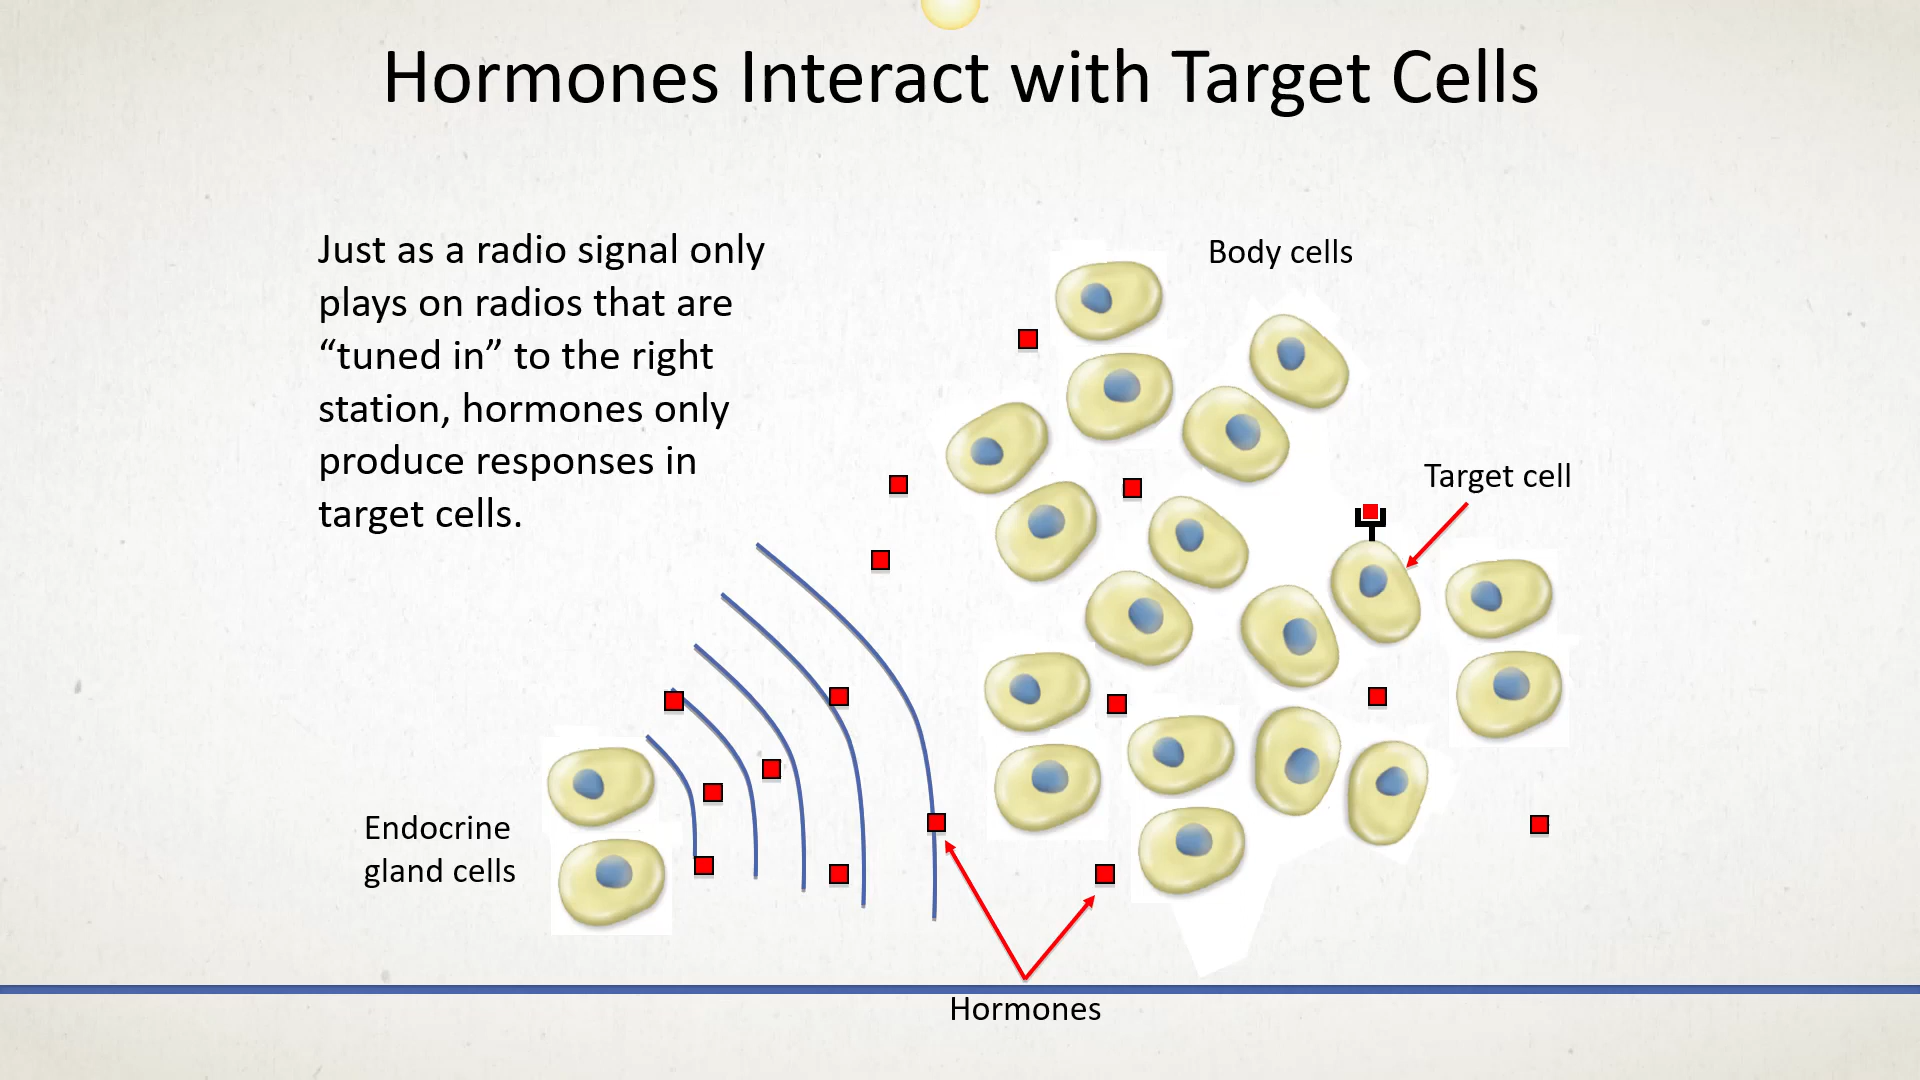 Hormones Interact with Target Cells
Just as a radio signal only
plays on radios that are
“tuned in” to the right
station, hormones only
produce responses in
target cells.
Body cells
Target cell
Endocrine
gland cells
Hormones